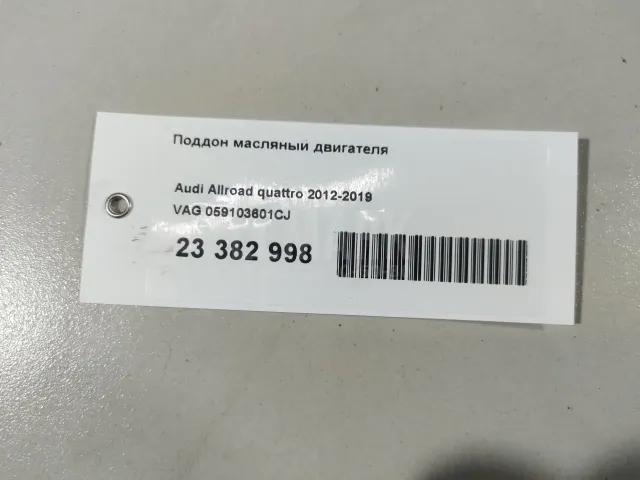 Поддон масляный двигателя
Audi Allroad quattro 2012-2019
VAG 059103601CJ
23 382 998